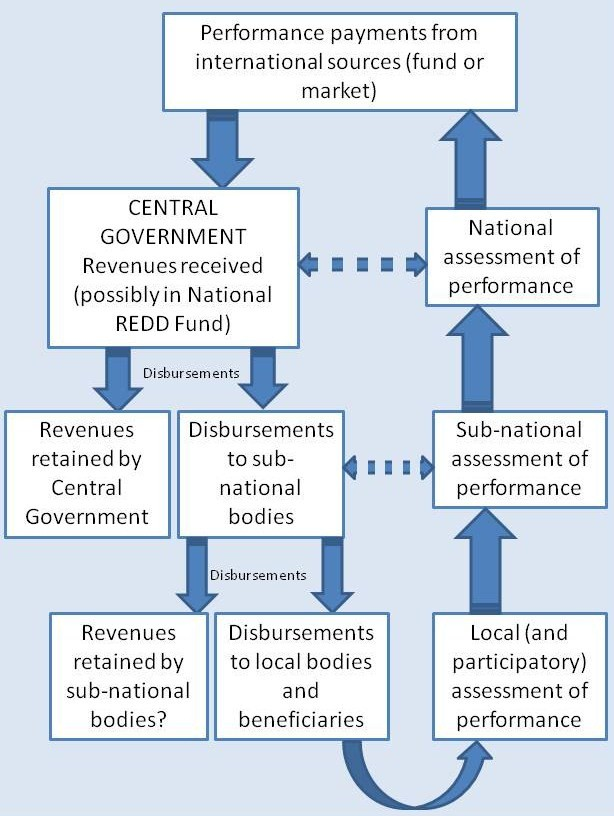 Performance payments from
international sources (fund or
market)
CENTRAL
GOVERNMENT
Revenues received
(possibly in National
REDD Fund)
National
assessment of
performance
Disbursements
Revenues
retained by
Central
Government
Disbursements
to sub-
national
bodies
Sub-national
assessment of
performance
Disbursements
Revenues
retained by
sub-national
bodies?
Disbursements
to local bodies
and
beneficiaries
Local (and
participatory)
assessment of
performance